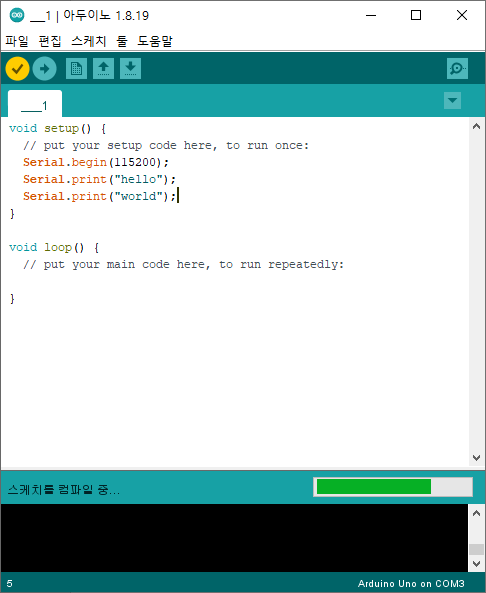 __1 | 아두이노 1.8.19
파일 편집 스케치 툴 도움말
___1
void setup() {
  // put your setup code here, to run once:
  Serial.begin(115200);
  Serial.print("hello");
  Serial.print("world");
}
void loop() {
  // put your main code here, to run repeatedly:
}
스케치를 컴파일 중...
5 Arduino Uno on COM3